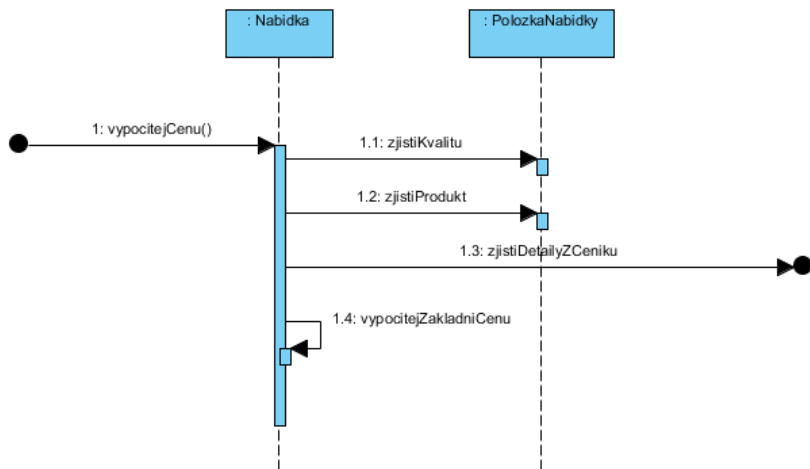 : Nabidka
: PolozkaNabidky
1: vypocitejCenu()
1.1: zjistiKvalitu
1.2: zjistiProdukt
1.3: zjistiDetailyZCeniku
1.4: vypocitejZakladniCenu